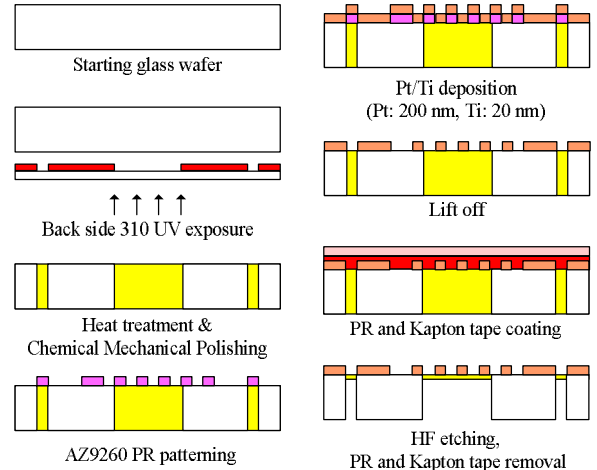 Starting glass wafer
Back side 310 UV exposure
Heat treatment &
Chemical Mechanical Polishing
AZ9260 PR patterning
Pt/Ti deposition
(Pt: 200 nm, Ti: 20 nm)
Lift off
PR and Kapton tape coating
HF etching,
PR and Kapton tape removal